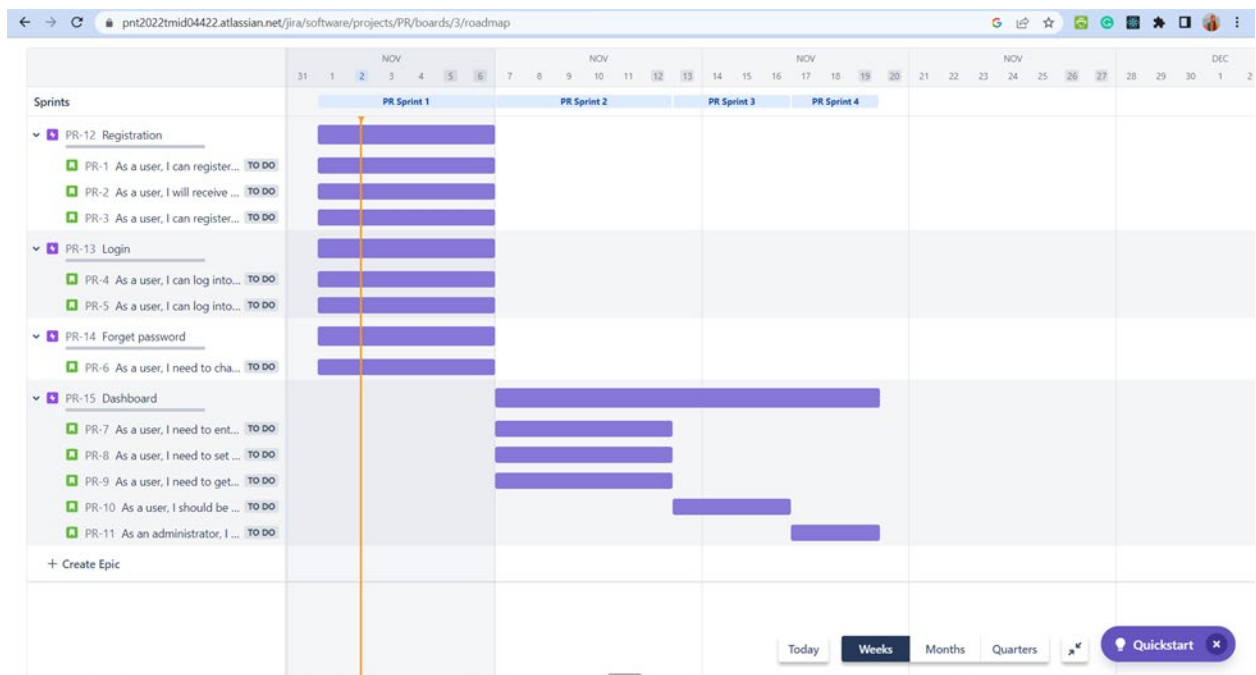 pnt2022tmid04422.atlassian.net/jira/software/projects/PR/boards/3/roadmap
NOV NOV NOV NOV DEC
31 1 2 3 4 5 6 7 8 9 10 11 12 13 14 15 16 17 18 19 20 21 22 23 24 25 26 27 28 29 30 1 2
Sprints PR Sprint 1 PR Sprint 2 PR Sprint 3 PR Sprint 4
PR-12 Registration
PR-1 As a user, I can register... TO DO
PR-2 As a user, I will receive ... TO DO
PR-3 As a user, I can register... TO DO
PR-13 Login
PR-4 As a user, I can log into... TO DO
PR-5 As a user, I can log into... TO DO
PR-14 Forget password
PR-6 As a user, I need to cha... TO DO
PR-15 Dashboard
PR-7 As a user, I need to ent... TO DO
PR-8 As a user, I need to set ... TO DO
PR-9 As a user, I need to get... TO DO
PR-10 As a user, I should be ... TO DO
PR-11 As an administrator, I ... TO DO
+ Create Epic
Today Weeks Months Quarters Quickstart